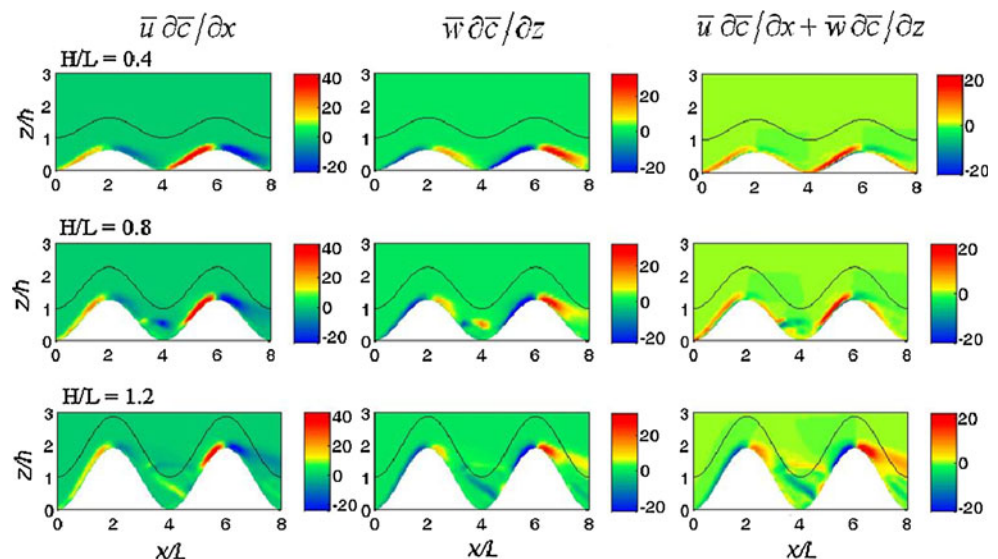 u̅ ∂c̅/∂x w̅ ∂c̅/∂z u̅ ∂c̅/∂x + w̅ ∂c̅/∂z
H/L = 0.4
3 40 3 3 20
2 20 2 20 2
z/h 0 0 0
1 1 1
-20 -20
0 0 0 -20
0 2 4 6 8 0 2 4 6 8 0 2 4 6 8
H/L = 0.8
3 40 3 3 20
2 20 2 20 2
z/h 0 0 0
1 1 1
-20 -20 -20
0 0 0
0 2 4 6 8 0 2 4 6 8 0 2 4 6 8
H/L = 1.2
3 40 3 3 20
2 20 2 20 2
z/h 0 0 0
1 1 1
-20 -20 -20
0 0 0
0 2 4 6 8 0 2 4 6 8 0 2 4 6 8
x/L x/L x/L